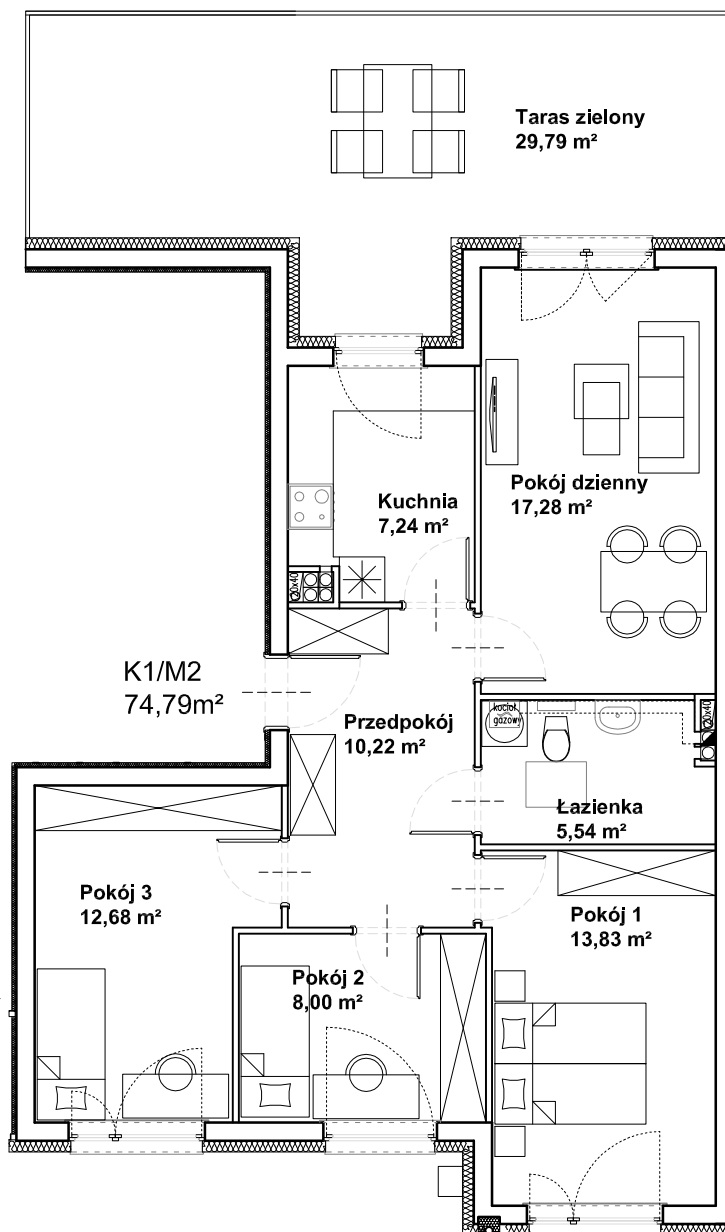 Taras zielony
29,79 m²
Pokój dzienny
17,28 m²
Kuchnia
7,24 m²
20x40
K1/M2
74,79m²
Przedpokój
10,22 m²
kocioł
gazowy
20x40
Łazienka
5,54 m²
Pokój 3
12,68 m²
Pokój 1
13,83 m²
Pokój 2
8,00 m²